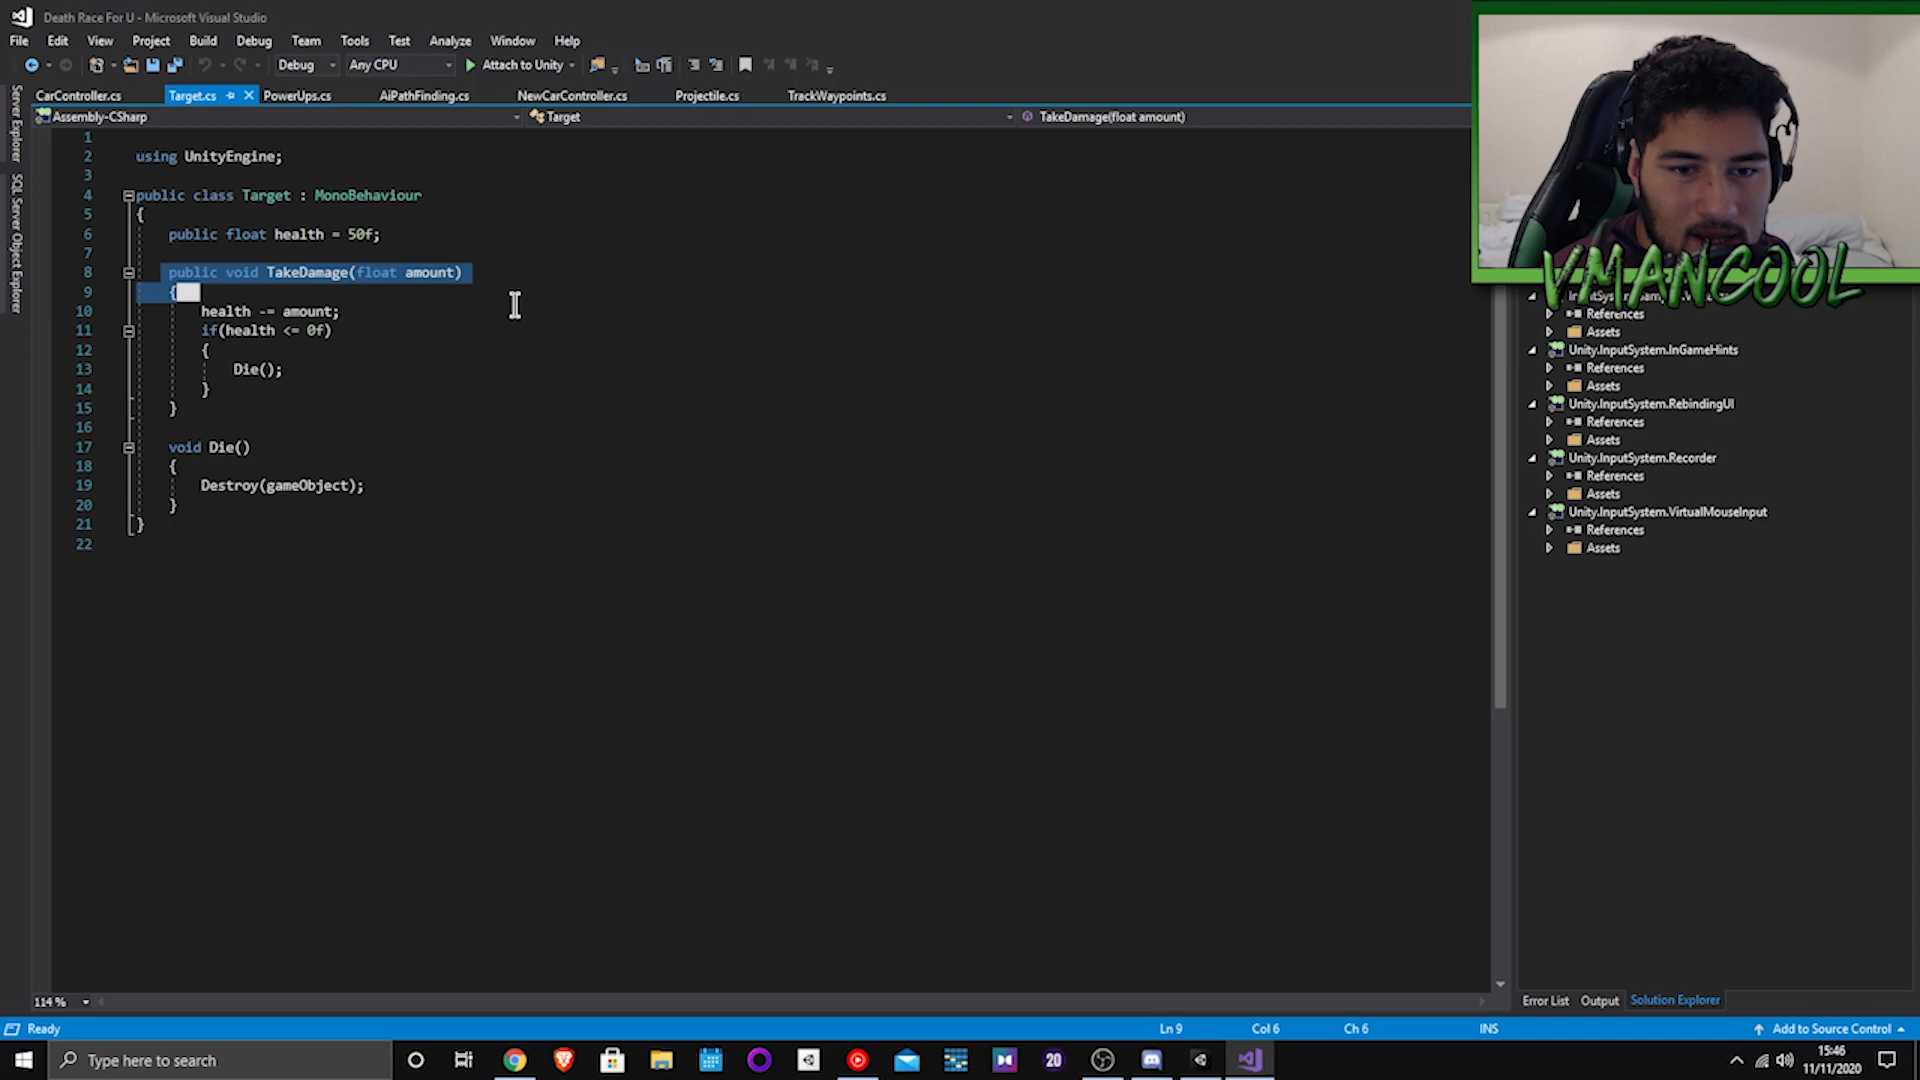 Death Race For U - Microsoft Visual Studio
File Edit View Project Build Debug Team Tools Test Analyze Window Help
Debug Any CPU Attach to Unity
CarController.cs Target.cs PowerUps.cs AiPathFinding.cs NewCarController.cs Projectile.cs TrackWaypoints.cs
Assembly-CSharp Target TakeDamage(float amount)
Server Explorer
SQL Server Object Explorer
1
2 using UnityEngine;
3
4 public class Target : MonoBehaviour
5 {
6 public float health = 50f;
7
8 public void TakeDamage(float amount)
9 {
10 health -= amount;
11 if(health <= 0f)
12 {
13 Die();
14 }
15 }
16
17 void Die()
18 {
19 Destroy(gameObject);
20 }
21 }
22
VMANCOOL
References
Assets
Unity.InputSystem.InGameHints
References
Assets
Unity.InputSystem.RebindingUI
References
Assets
Unity.InputSystem.Recorder
References
Assets
Unity.InputSystem.VirtualMouseInput
References
Assets
114 %
Error List Output Solution Explorer
Ready Ln 9 Col 6 Ch 6 INS Add to Source Control
Type here to search
20
15:46
11/11/2020